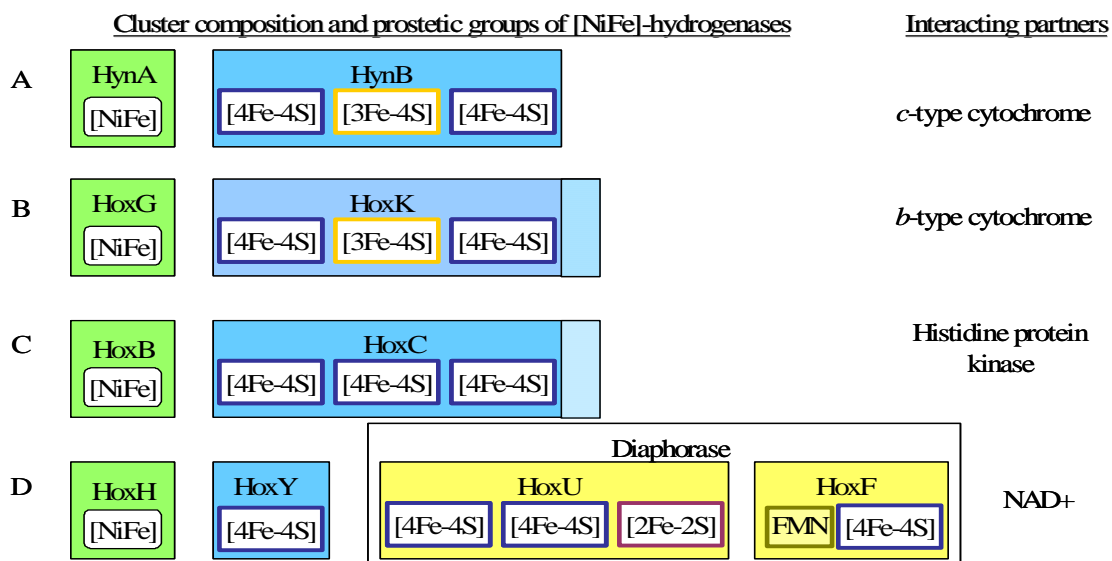 Cluster composition and prostetic groups of [NiFe]-hydrogenases Interacting partners
A
HynA HynB
[NiFe] [4Fe-4S] [3Fe-4S] [4Fe-4S]
c-type cytochrome
B
HoxG HoxK
[NiFe] [4Fe-4S] [3Fe-4S] [4Fe-4S]
b-type cytochrome
C
HoxB HoxC
[NiFe] [4Fe-4S] [4Fe-4S] [4Fe-4S]
Histidine protein
kinase
Diaphorase
D
HoxH HoxY HoxU HoxF
[NiFe] [4Fe-4S] [4Fe-4S] [4Fe-4S] [2Fe-2S] FMN [4Fe-4S]
NAD+